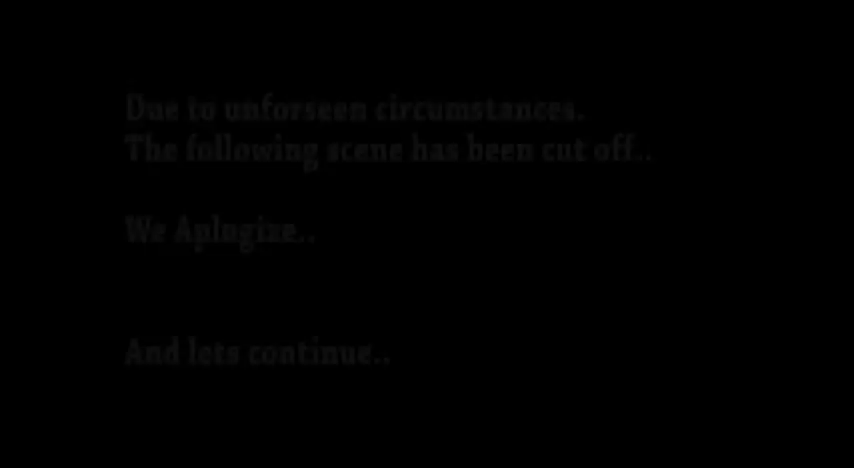 Due to unforseen circumstances.
The following scene has been cut off..
We Aplogize..
And lets continue..